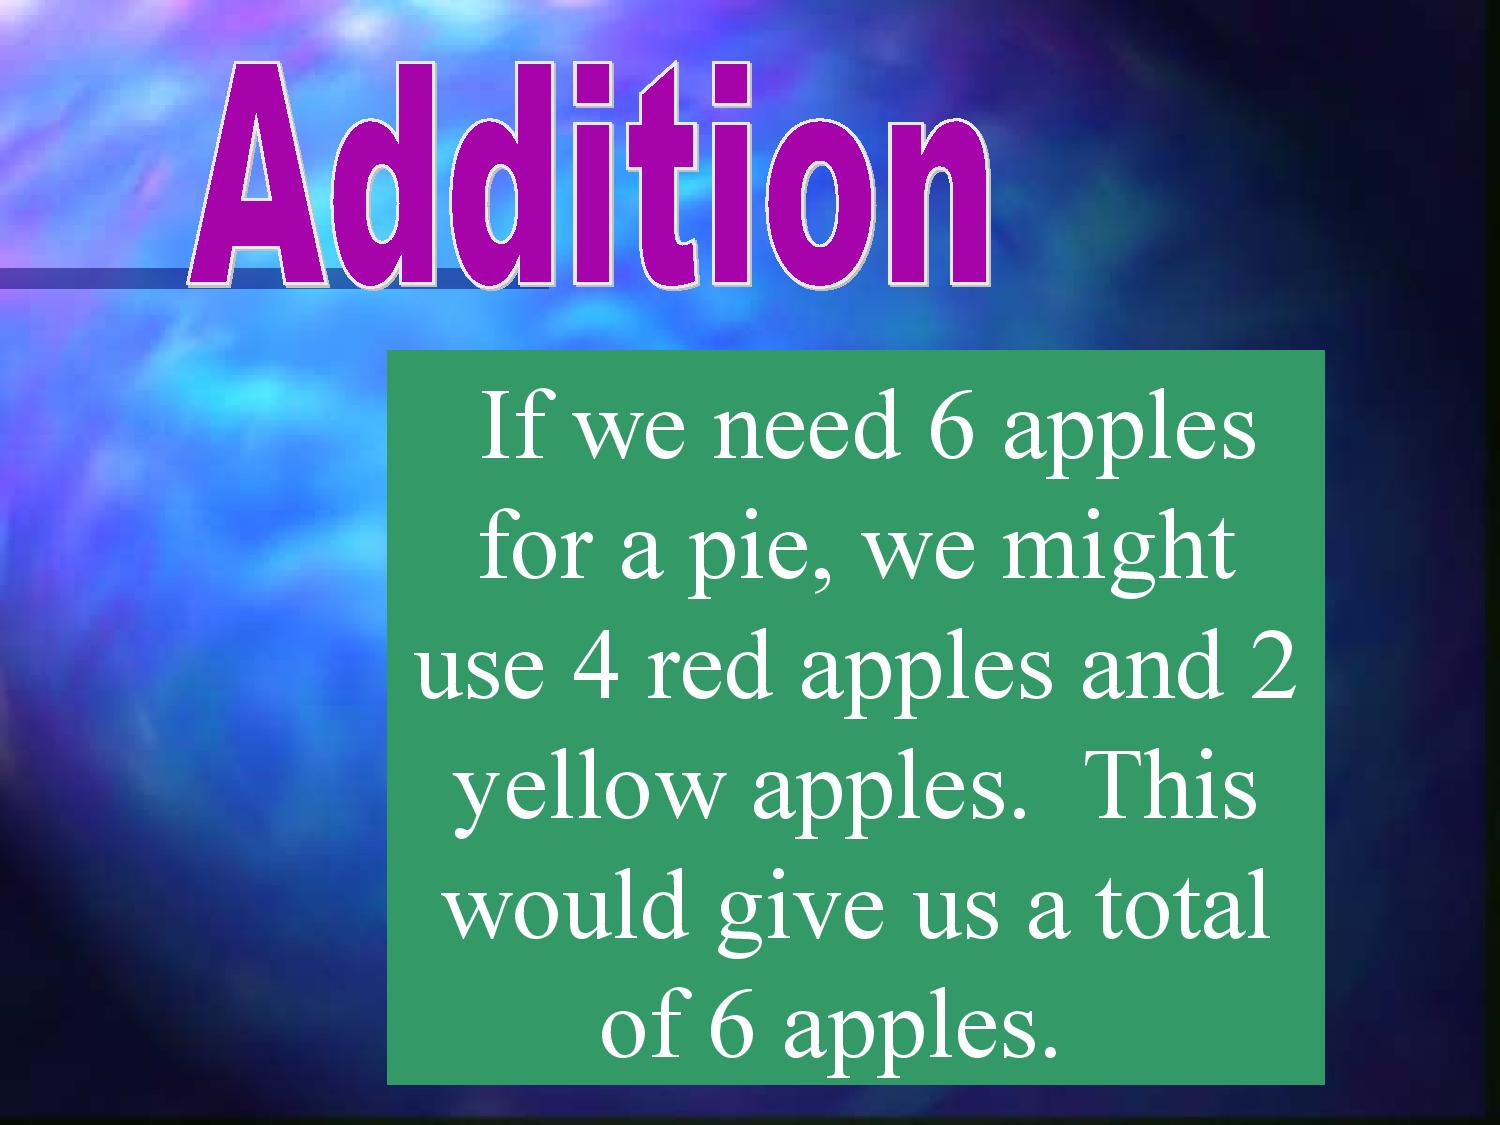 Addition
If we need 6 apples
for a pie, we might
use 4 red apples and 2
yellow apples.  This
would give us a total
of 6 apples.